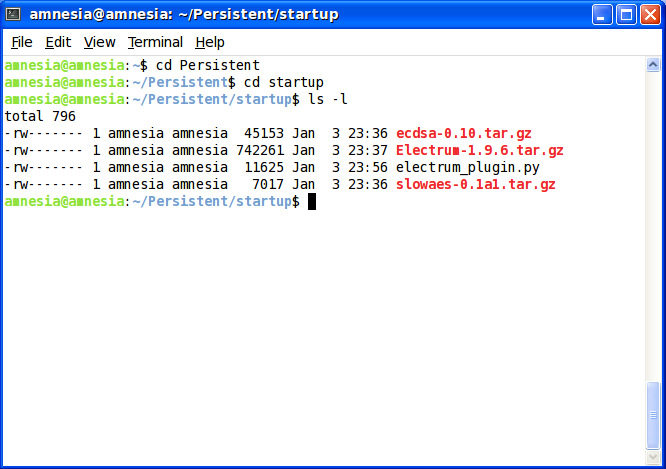 amnesia@amnesia: ~/Persistent/startup
File Edit View Terminal Help
amnesia@amnesia:~$ cd Persistent
amnesia@amnesia:~/Persistent$ cd startup
amnesia@amnesia:~/Persistent/startup$ ls -l
total 796
-rw------- 1 amnesia amnesia  45153 Jan  3 23:36 ecdsa-0.10.tar.gz
-rw------- 1 amnesia amnesia 742261 Jan  3 23:37 Electrum-1.9.6.tar.gz
-rw------- 1 amnesia amnesia  11625 Jan  3 23:56 electrum_plugin.py
-rw------- 1 amnesia amnesia   7017 Jan  3 23:36 slowaes-0.1a1.tar.gz
amnesia@amnesia:~/Persistent/startup$